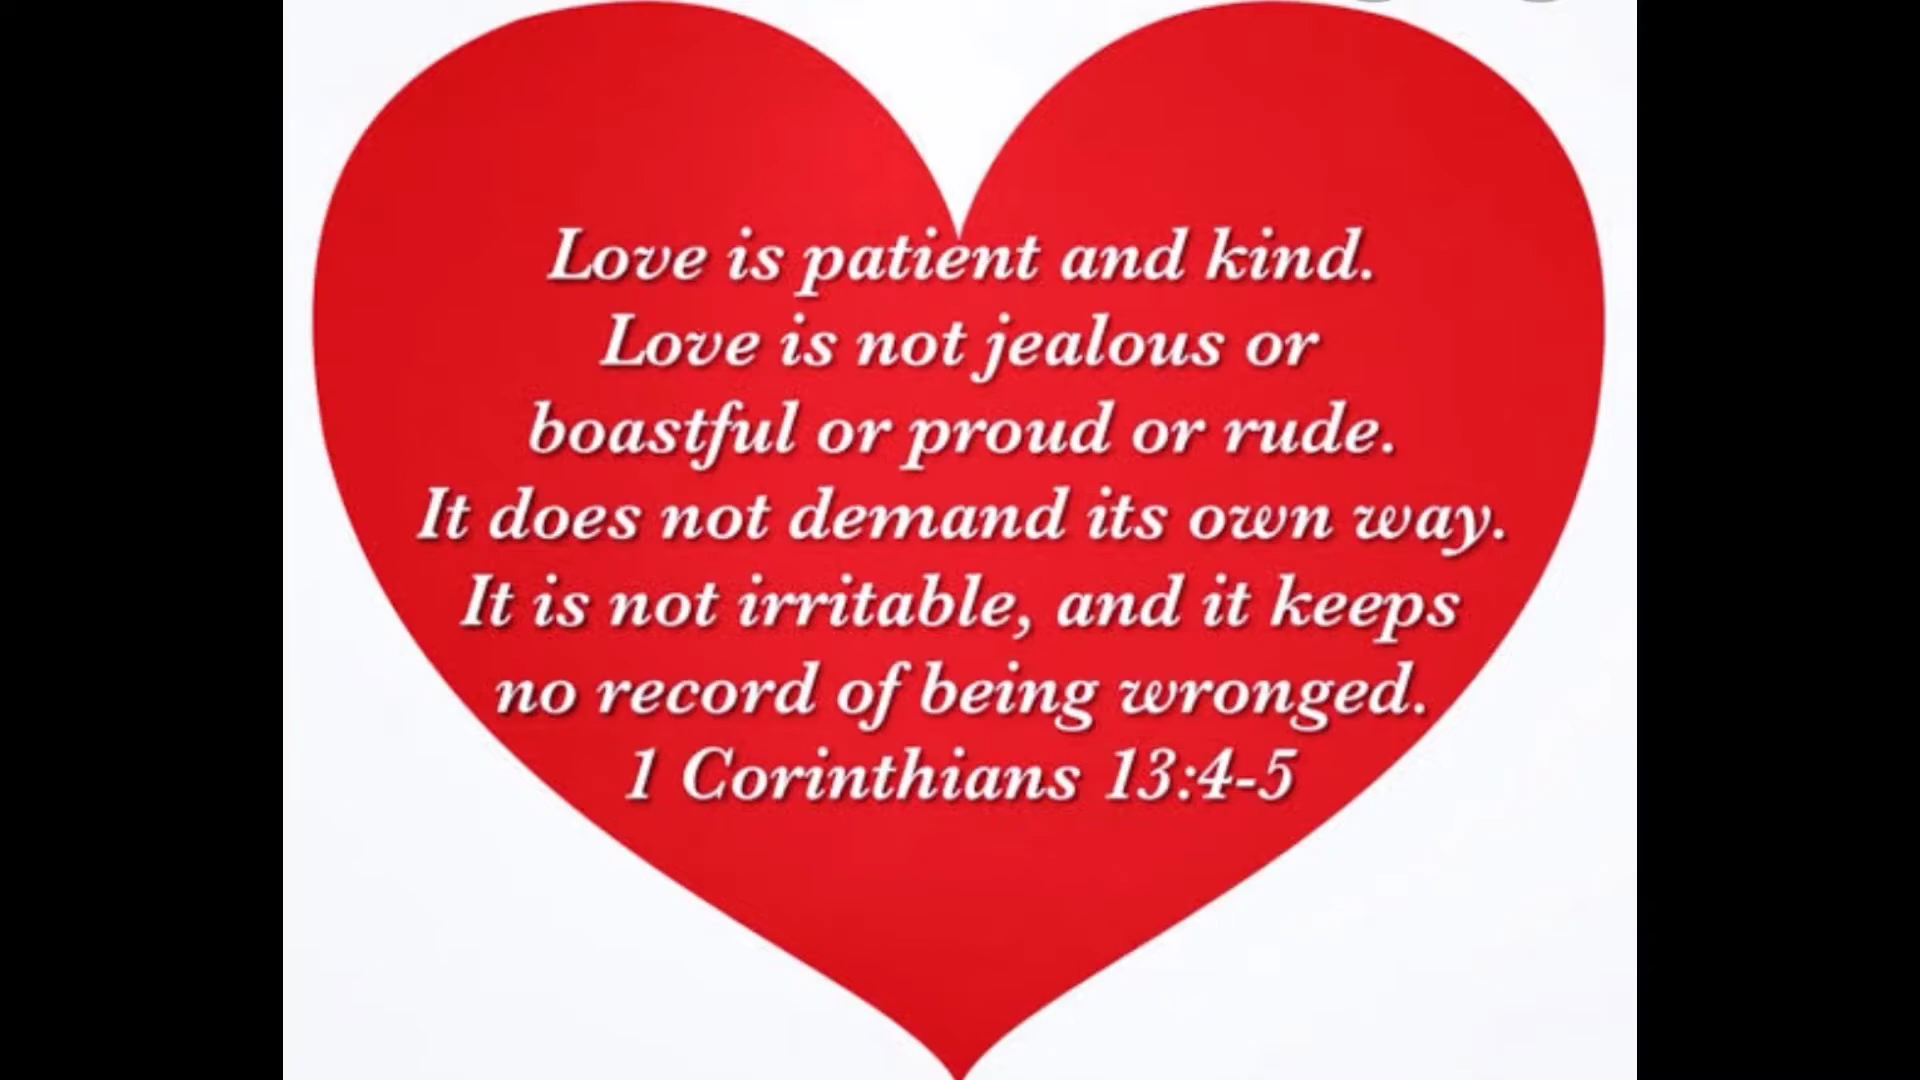 Love is patient and kind.
Love is not jealous or
boastful or proud or rude.
It does not demand its own way.
It is not irritable, and it keeps
no record of being wronged.
1 Corinthians 13:4-5